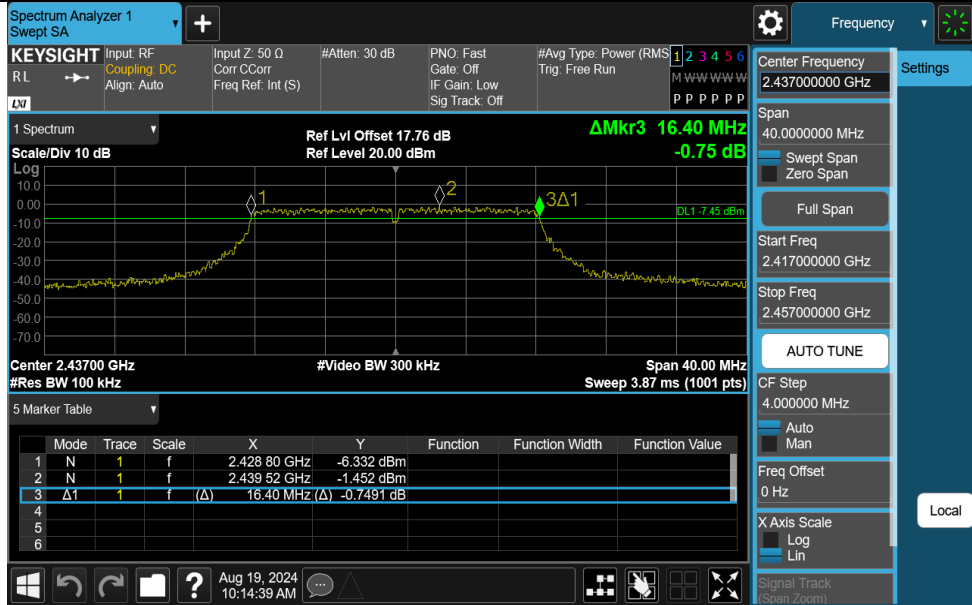 Spectrum Analyzer 1
Swept SA
Frequency
KEYSIGHT
RL
LXI
Input: RF
Coupling: DC
Align: Auto
Input Z: 50 Ω
Corr CCorr
Freq Ref: Int (S)
#Atten: 30 dB
PNO: Fast
Gate: Off
IF Gain: Low
Sig Track: Off
#Avg Type: Power (RMS
Trig: Free Run
1 2 3 4 5 6
M W W W W W
P P P P P P
1 Spectrum
Scale/Div 10 dB
Ref Lvl Offset 17.76 dB
Ref Level 20.00 dBm
ΔMkr3 16.40 MHz
-0.75 dB
Log
10.0
0.00
-10.0
-20.0
-30.0
-40.0
-50.0
-60.0
-70.0
1
2
3Δ1
DL1 -7.45 dBm
Center 2.43700 GHz
#Res BW 100 kHz
#Video BW 300 kHz
Span 40.00 MHz
Sweep 3.87 ms (1001 pts)
5 Marker Table
Mode Trace Scale X Y Function Function Width Function Value
1 N 1 f 2.428 80 GHz -6.332 dBm
2 N 1 f 2.439 52 GHz -1.452 dBm
3 Δ1 1 f (Δ) 16.40 MHz (Δ) -0.7491 dB
4
5
6
Aug 19, 2024
10:14:39 AM
Center Frequency
2.437000000 GHz
Settings
Span
40.0000000 MHz
Swept Span
Zero Span
Full Span
Start Freq
2.417000000 GHz
Stop Freq
2.457000000 GHz
AUTO TUNE
CF Step
4.000000 MHz
Auto
Man
Freq Offset
0 Hz
Local
X Axis Scale
Log
Lin
Signal Track
(Span Zoom)